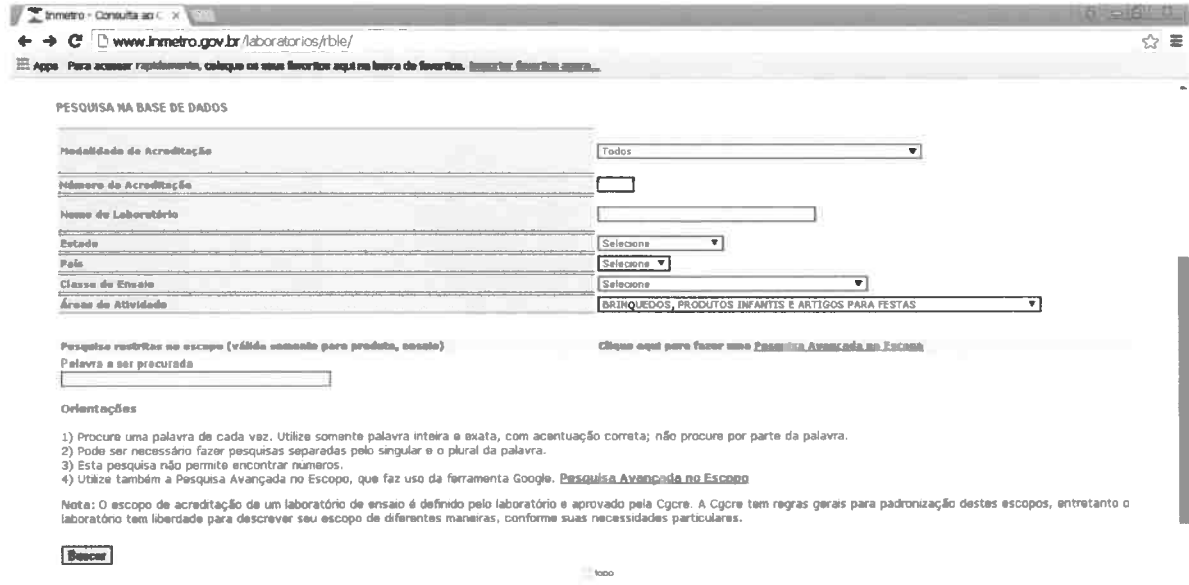 Inmetro - Consulta ao C
www.inmetro.gov.br/laboratorios/rble/
Apps Para acessar rapidamente, coloque os seus favoritos aqui na barra de favoritos. Importar favoritos agora...
PESQUISA NA BASE DE DADOS
Modalidade de Acreditação Todos
Número da Acreditação
Nome do Laboratório
Estado Selecione
País Selecione
Classe de Ensaio Selecione
Áreas de Atividade BRINQUEDOS, PRODUTOS INFANTIS E ARTIGOS PARA FESTAS
Pesquisa restritas no escopo (válida somente para produto, ensaio) Clique aqui para fazer uma Pesquisa Avançada no Escopo
Palavra a ser procurada
Orientações
1) Procure uma palavra de cada vez. Utilize somente palavra inteira e exata, com acentuação correta; não procure por parte da palavra.
2) Pode ser necessário fazer pesquisas separadas pelo singular e o plural da palavra.
3) Esta pesquisa não permite encontrar números.
4) Utilize também a Pesquisa Avançada no Escopo, que faz uso da ferramenta Google. Pesquisa Avançada no Escopo
Nota: O escopo de acreditação de um laboratório de ensaio é definido pelo laboratório e aprovado pela Cgcre. A Cgcre tem regras gerais para padronização destes escopos, entretanto o
laboratório tem liberdade para descrever seu escopo de diferentes maneiras, conforme suas necessidades particulares.
Buscar
topo